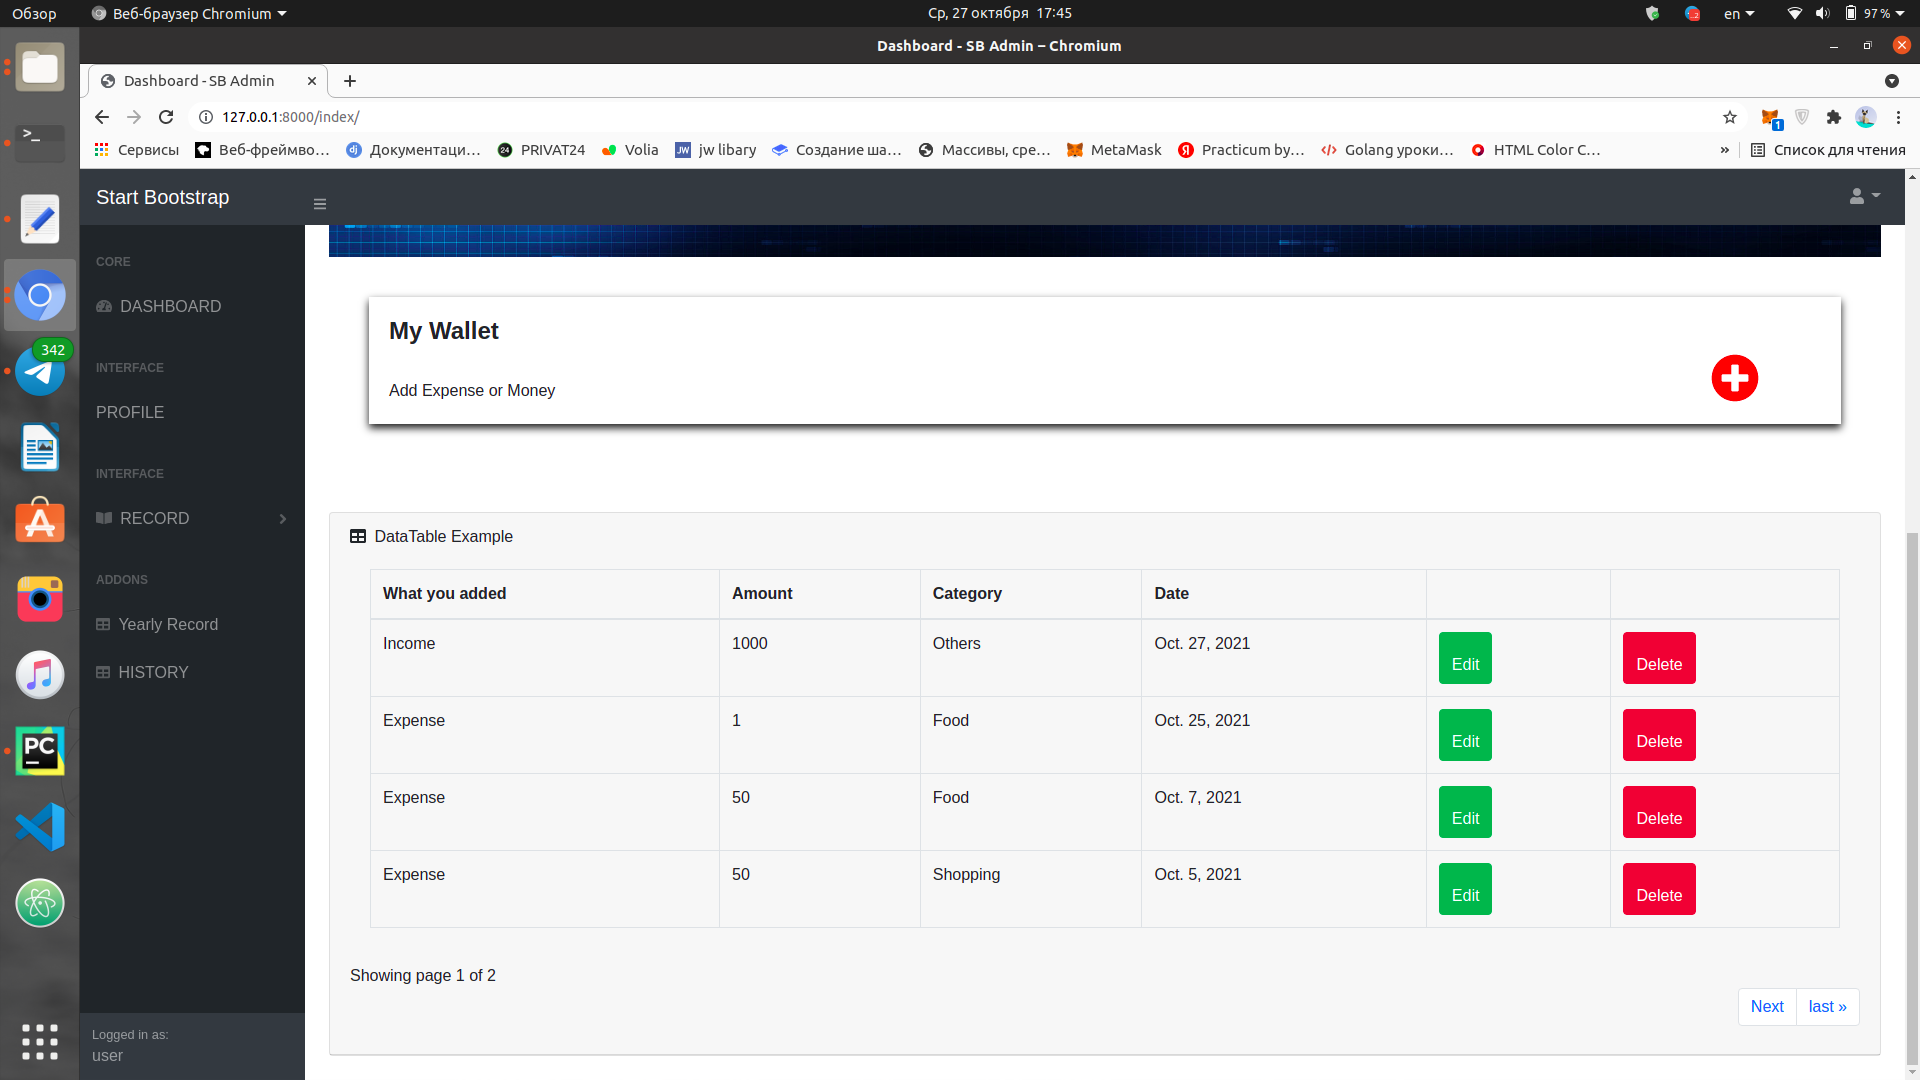 Обзор
Веб-браузер Chromium
Ср, 27 октября 17:45
en
97 %
Dashboard - SB Admin – Chromium
Dashboard - SB Admin
127.0.0.1:8000/index/
1
Сервисы
Веб-фреймво…
Документаци…
24 PRIVAT24
Volia
JW jw libary
Создание ша…
Массивы, сре…
MetaMask
Practicum by…
Golang уроки…
HTML Color C…
»
Список для чтения
Start Bootstrap
CORE
DASHBOARD
INTERFACE
PROFILE
INTERFACE
RECORD
ADDONS
Yearly Record
HISTORY
Logged in as:
user
342
PC
My Wallet
Add Expense or Money
DataTable Example
What you added Amount Category Date
Income 1000 Others Oct. 27, 2021 Edit Delete
Expense 1 Food Oct. 25, 2021 Edit Delete
Expense 50 Food Oct. 7, 2021 Edit Delete
Expense 50 Shopping Oct. 5, 2021 Edit Delete
Showing page 1 of 2
Next last »